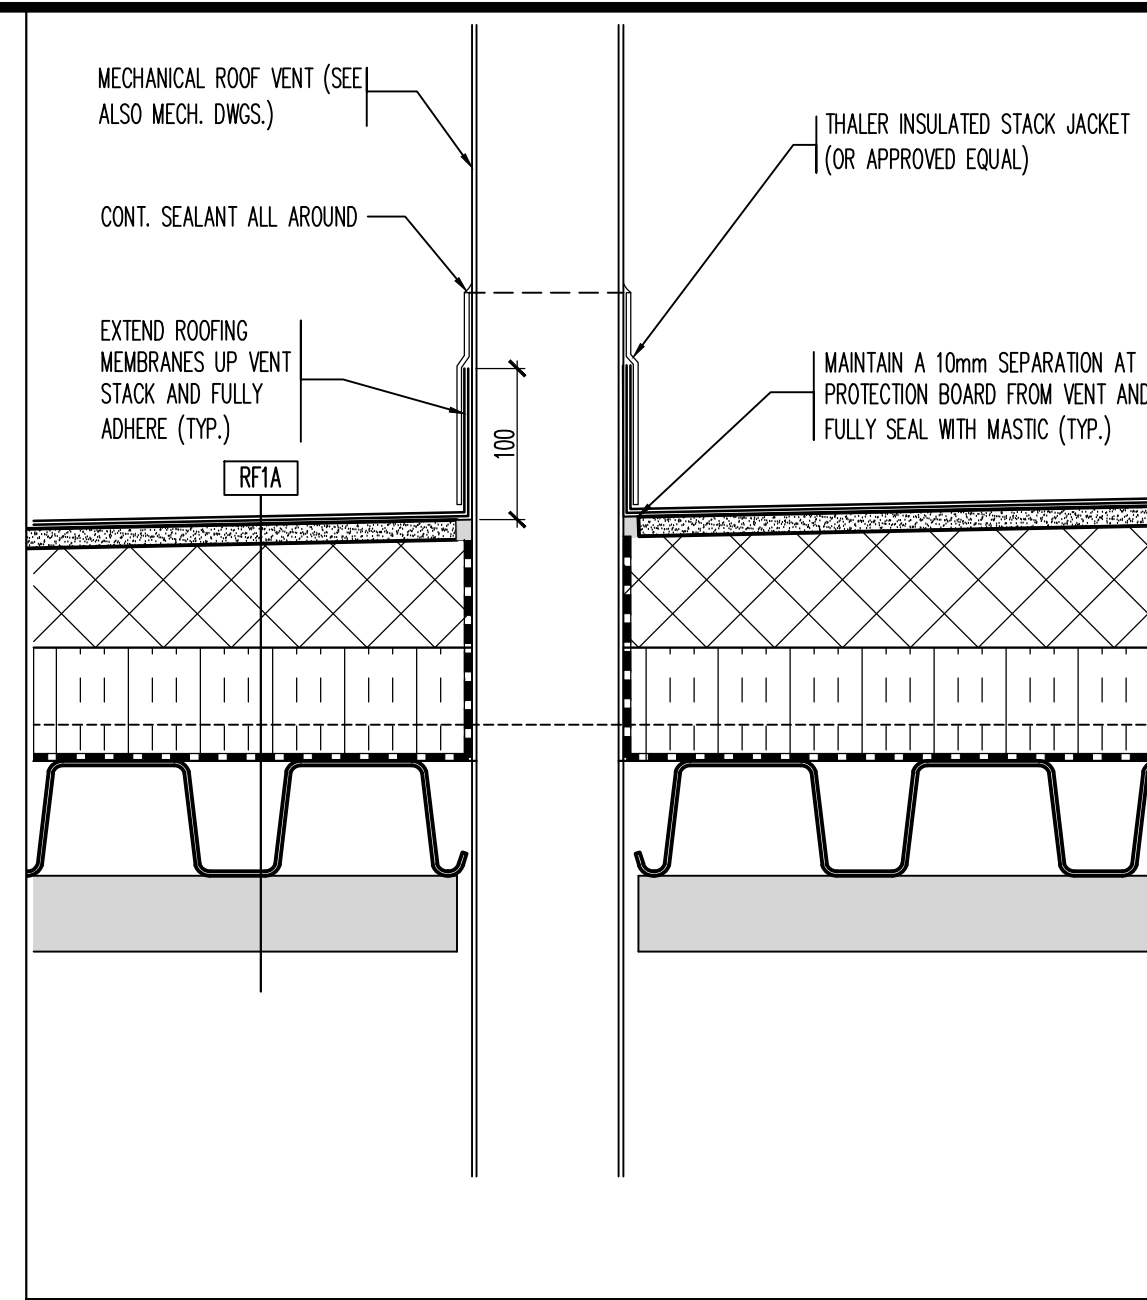 MECHANICAL ROOF VENT (SEE
ALSO MECH. DWGS.)
THALER INSULATED STACK JACKET
(OR APPROVED EQUAL)
CONT. SEALANT ALL AROUND
EXTEND ROOFING
MEMBRANES UP VENT
STACK AND FULLY
ADHERE (TYP.)
MAINTAIN A 10mm SEPARATION AT
PROTECTION BOARD FROM VENT AND
FULLY SEAL WITH MASTIC (TYP.)
100
RF1A